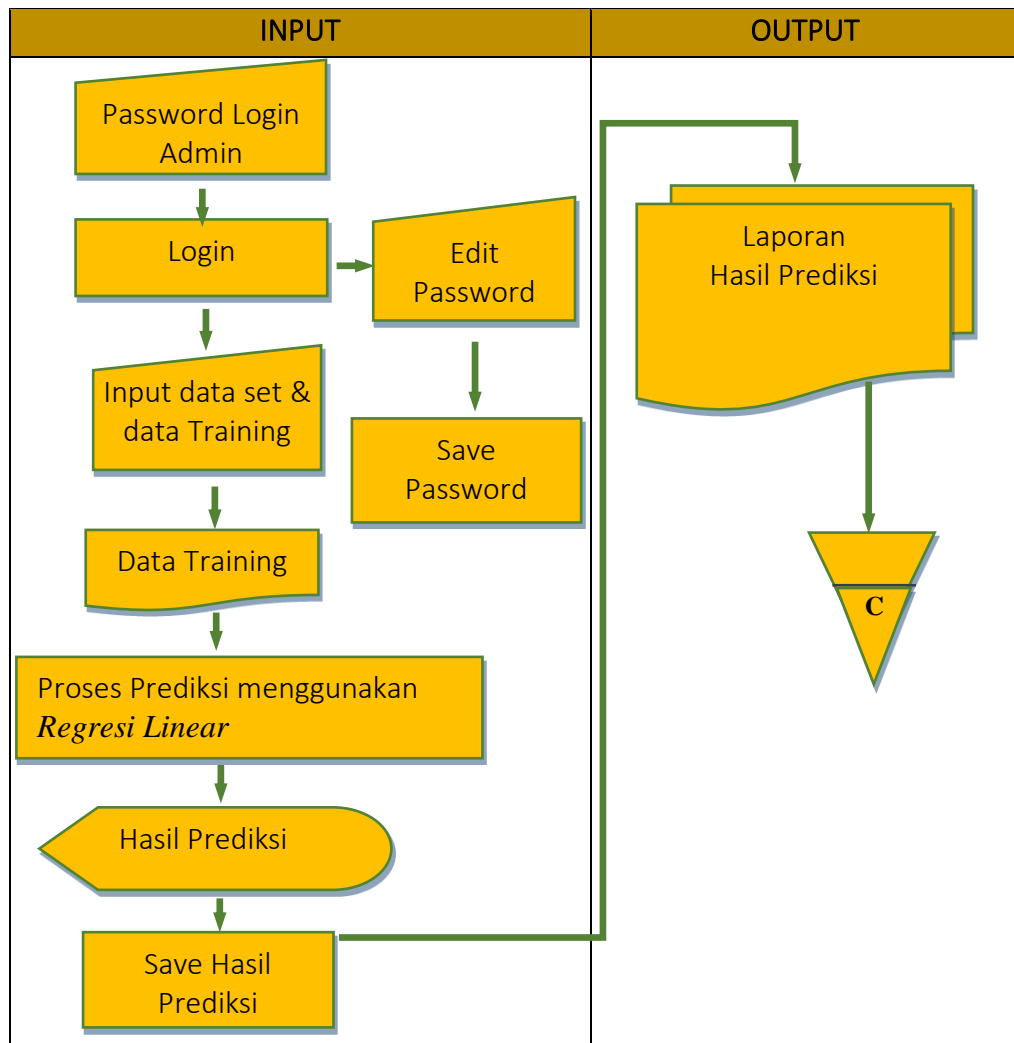 INPUT
OUTPUT
Password Login
Admin
Login
Edit
Password
Input data set &
data Training
Save
Password
Data Training
Proses Prediksi menggunakan
Regresi Linear
Hasil Prediksi
Save Hasil
Prediksi
Laporan
Hasil Prediksi
C